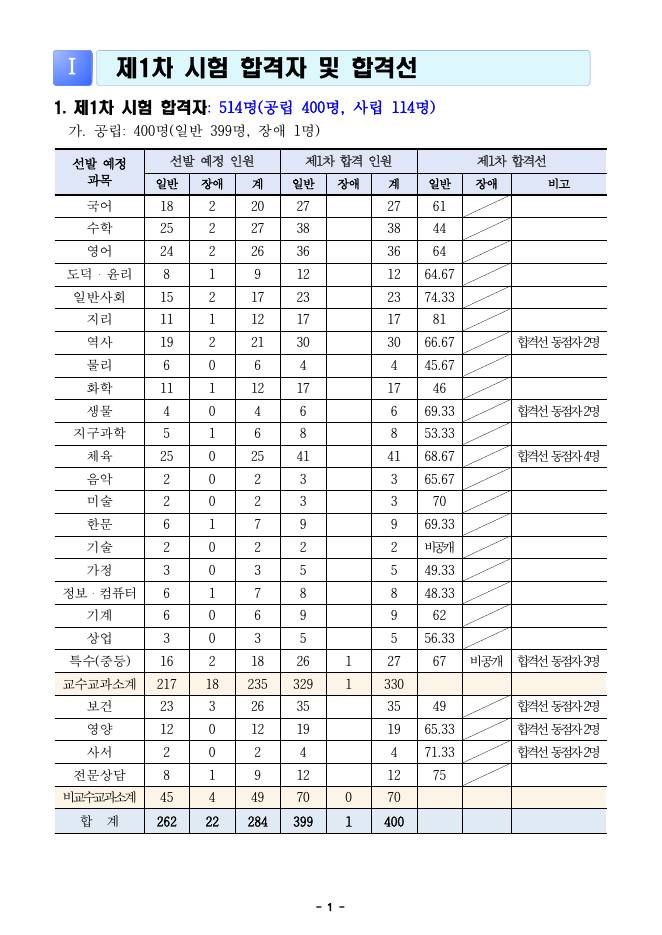 Ⅰ 제1차 시험 합격자 및 합격선
1. 제1차 시험 합격자: 514명(공립 400명, 사립 114명)
가. 공립: 400명(일반 399명, 장애 1명)
선발 예정 과목 선발 예정 인원 제1차 합격 인원 제1차 합격선
일반 장애 계 일반 장애 계 일반 장애 비고
국어 18 2 20 27 27 61
수학 25 2 27 38 38 44
영어 24 2 26 36 36 64
도덕·윤리 8 1 9 12 12 64.67
일반사회 15 2 17 23 23 74.33
지리 11 1 12 17 17 81
역사 19 2 21 30 30 66.67 합격선 동점자 2명
물리 6 0 6 4 4 45.67
화학 11 1 12 17 17 46
생물 4 0 4 6 6 69.33 합격선 동점자 2명
지구과학 5 1 6 8 8 53.33
체육 25 0 25 41 41 68.67 합격선 동점자 4명
음악 2 0 2 3 3 65.67
미술 2 0 2 3 3 70
한문 6 1 7 9 9 69.33
기술 2 0 2 2 2 비공개
가정 3 0 3 5 5 49.33
정보·컴퓨터 6 1 7 8 8 48.33
기계 6 0 6 9 9 62
상업 3 0 3 5 5 56.33
특수(중등) 16 2 18 26 1 27 67 비공개 합격선 동점자 3명
교수교과소계 217 18 235 329 1 330
보건 23 3 26 35 35 49 합격선 동점자 2명
영양 12 0 12 19 19 65.33 합격선 동점자 2명
사서 2 0 2 4 4 71.33 합격선 동점자 2명
전문상담 8 1 9 12 12 75
비교수교과소계 45 4 49 70 0 70
합 계 262 22 284 399 1 400
- 1 -